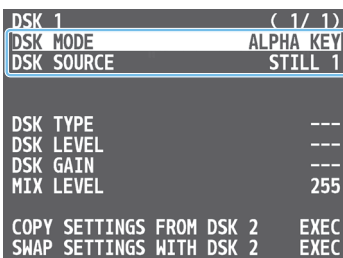 DSK 1 ( 1/ 1)
DSK MODE ALPHA KEY
DSK SOURCE STILL 1
DSK TYPE ---
DSK LEVEL ---
DSK GAIN ---
MIX LEVEL 255
COPY SETTINGS FROM DSK 2 EXEC
SWAP SETTINGS WITH DSK 2 EXEC